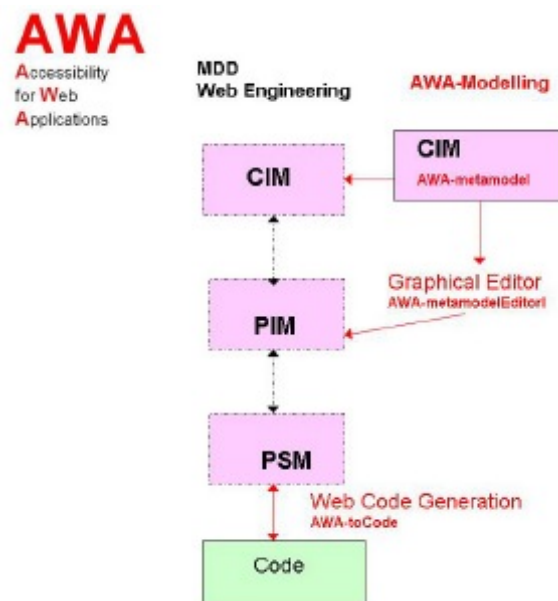 AWA
Accessibility
for Web
Applications
MDD
Web Engineering
AWA-Modelling
CIM
CIM
AWA-metamodel
Graphical Editor
AWA-metamodelEditorI
PIM
PSM
Web Code Generation
AWA-toCode
Code